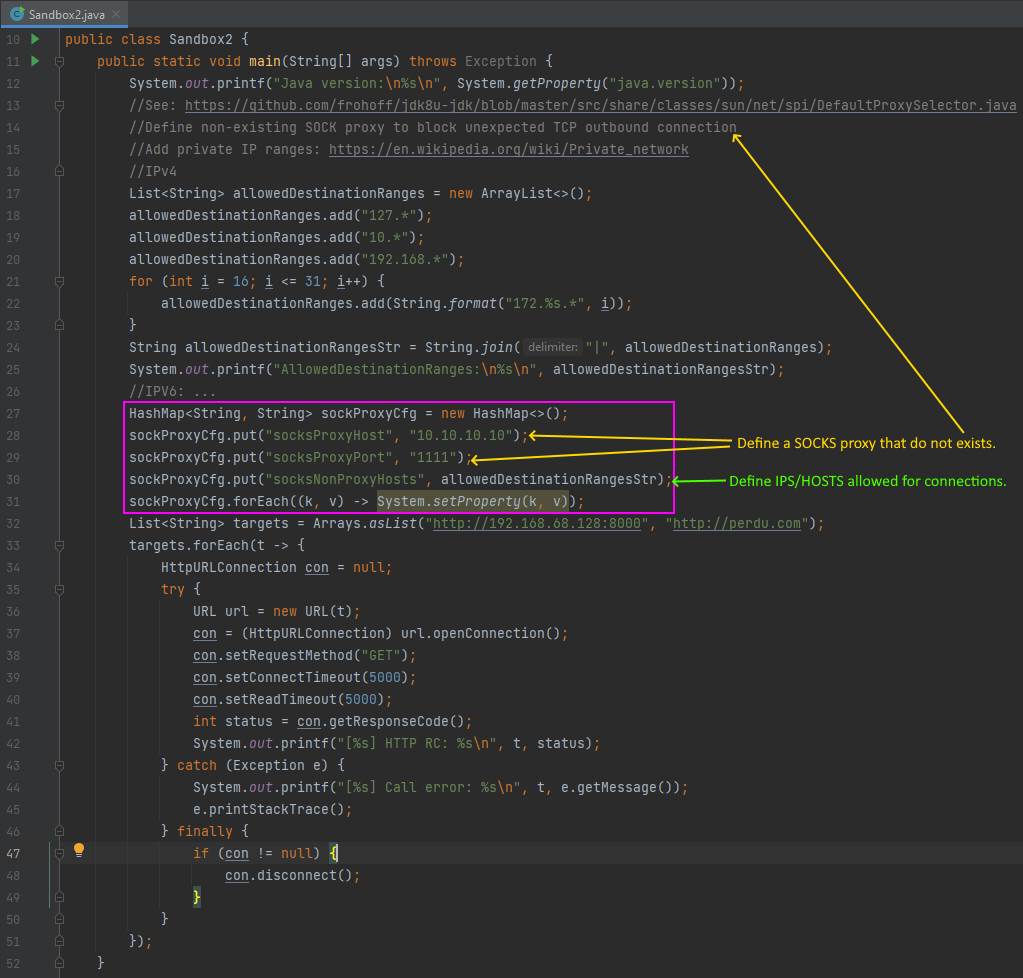 Sandbox2.java
10 public class Sandbox2 {
11 public static void main(String[] args) throws Exception {
12 System.out.printf("Java version:\n%s\n", System.getProperty("java.version"));
13 //See: https://github.com/frohoff/jdk8u-jdk/blob/master/src/share/classes/sun/net/spi/DefaultProxySelector.java
14 //Define non-existing SOCK proxy to block unexpected TCP outbound connection
15 //Add private IP ranges: https://en.wikipedia.org/wiki/Private_network
16 //IPv4
17 List<String> allowedDestinationRanges = new ArrayList<>();
18 allowedDestinationRanges.add("127.*");
19 allowedDestinationRanges.add("10.*");
20 allowedDestinationRanges.add("192.168.*");
21 for (int i = 16; i <= 31; i++) {
22 allowedDestinationRanges.add(String.format("172.%s.*", i));
23 }
24 String allowedDestinationRangesStr = String.join( delimiter: "|", allowedDestinationRanges);
25 System.out.printf("AllowedDestinationRanges:\n%s\n", allowedDestinationRangesStr);
26 //IPV6: ...
27 HashMap<String, String> sockProxyCfg = new HashMap<>();
28 sockProxyCfg.put("socksProxyHost", "10.10.10.10");
29 sockProxyCfg.put("socksProxyPort", "1111");
Define a SOCKS proxy that do not exists.
30 sockProxyCfg.put("socksNonProxyHosts", allowedDestinationRangesStr);
Define IPS/HOSTS allowed for connections.
31 sockProxyCfg.forEach((k, v) -> System.setProperty(k, v));
32 List<String> targets = Arrays.asList("http://192.168.68.128:8000", "http://perdu.com");
33 targets.forEach(t -> {
34 HttpURLConnection con = null;
35 try {
36 URL url = new URL(t);
37 con = (HttpURLConnection) url.openConnection();
38 con.setRequestMethod("GET");
39 con.setConnectTimeout(5000);
40 con.setReadTimeout(5000);
41 int status = con.getResponseCode();
42 System.out.printf("[%s] HTTP RC: %s\n", t, status);
43 } catch (Exception e) {
44 System.out.printf("[%s] Call error: %s\n", t, e.getMessage());
45 e.printStackTrace();
46 } finally {
47 if (con != null) {
48 con.disconnect();
49 }
50 }
51 });
52 }